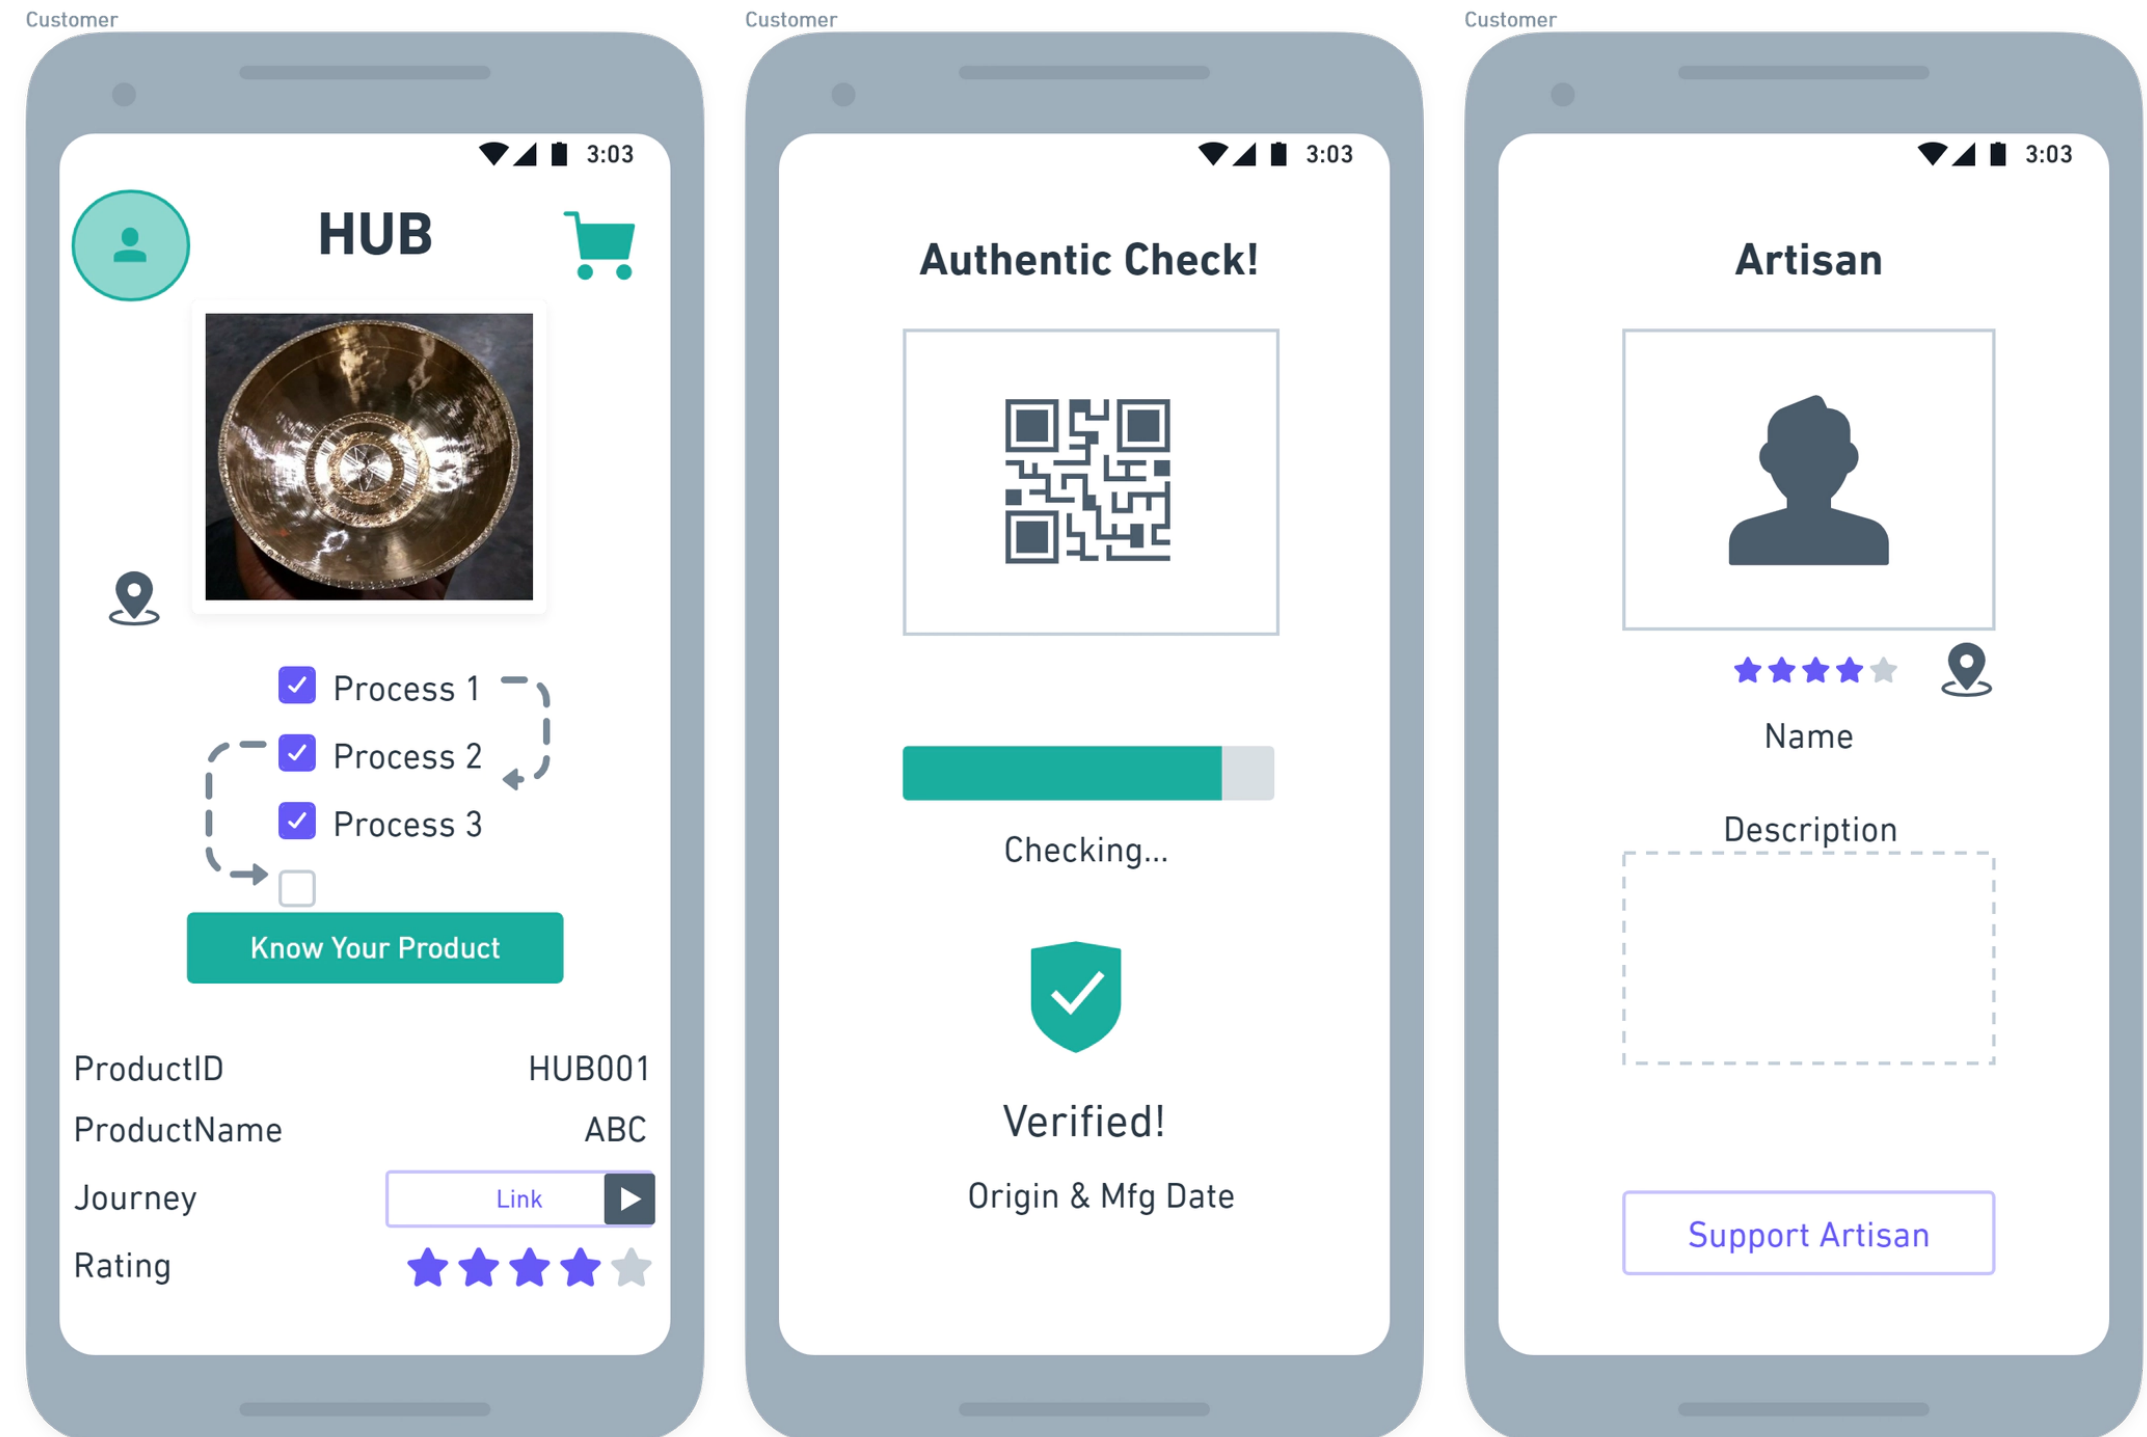 Customer
3:03
HUB
Process 1
Process 2
Process 3
Know Your Product
ProductID HUB001
ProductName ABC
Journey Link
Rating
Customer
3:03
Authentic Check!
Checking...
Verified!
Origin & Mfg Date
Customer
3:03
Artisan
Name
Description
Support Artisan